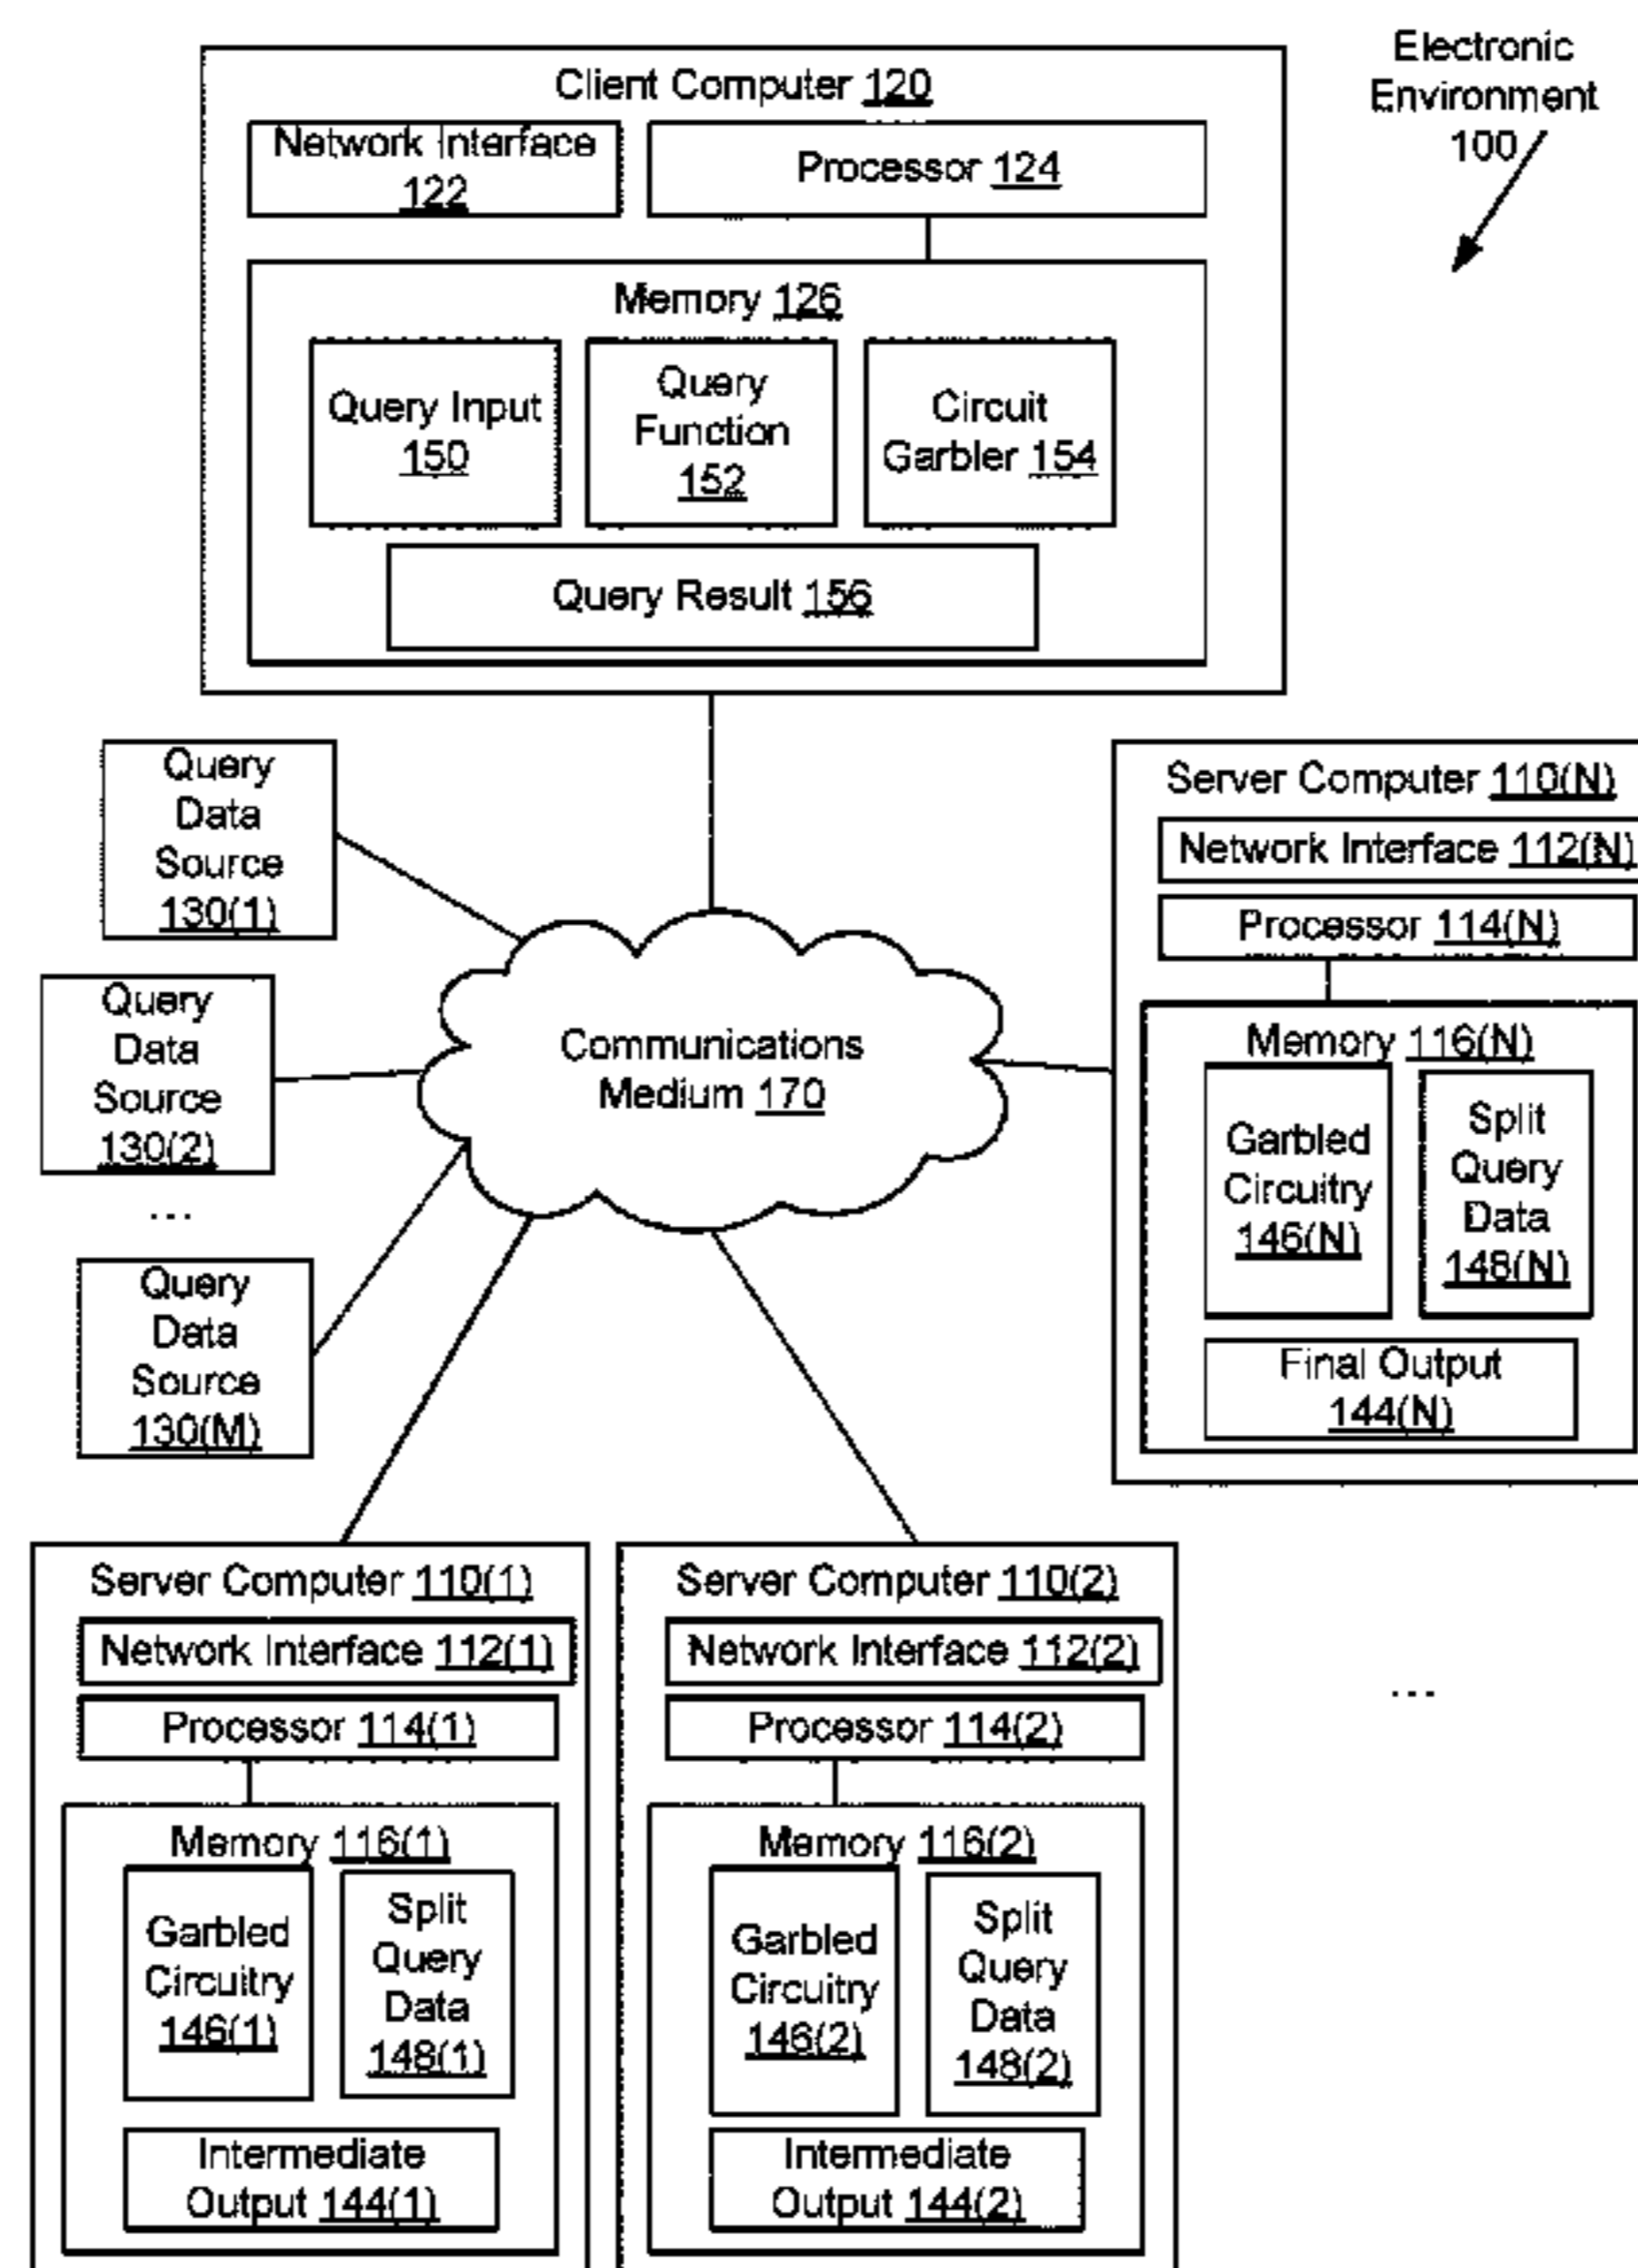 Electronic
Environment
100
Client Computer 120
Network Interface
122
Processor 124
Memory 126
Query Input
150
Query
Function
152
Circuit
Garbler 154
Query Result 156
Query
Data
Source
130(1)
Query
Data
Source
130(2)
...
Query
Data
Source
130(M)
Communications
Medium 170
Server Computer 110(N)
Network Interface 112(N)
Processor 114(N)
Memory 116(N)
Garbled
Circuitry
146(N)
Split
Query
Data
148(N)
Final Output
144(N)
Server Computer 110(1)
Network Interface 112(1)
Processor 114(1)
Memory 116(1)
Garbled
Circuitry
146(1)
Split
Query
Data
148(1)
Intermediate
Output 144(1)
Server Computer 110(2)
Network Interface 112(2)
Processor 114(2)
Memory 116(2)
Garbled
Circuitry
146(2)
Split
Query
Data
148(2)
Intermediate
Output 144(2)
...